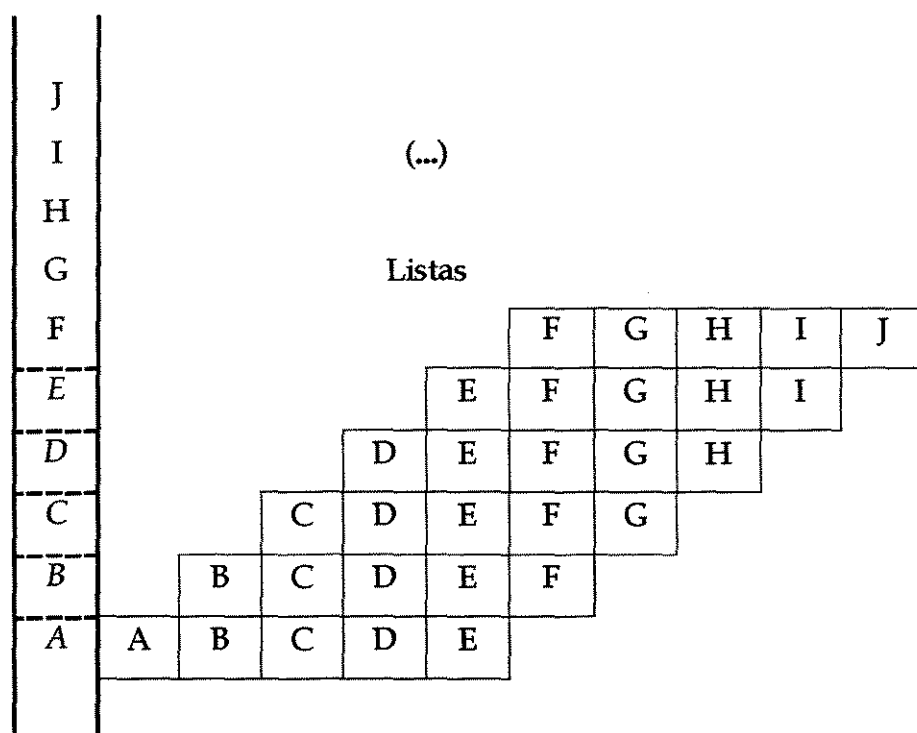 J
I (...)
H
G Listas
F F G H I J
E E F G H I
D D E F G H
C C D E F G
B B C D E F
A A B C D E